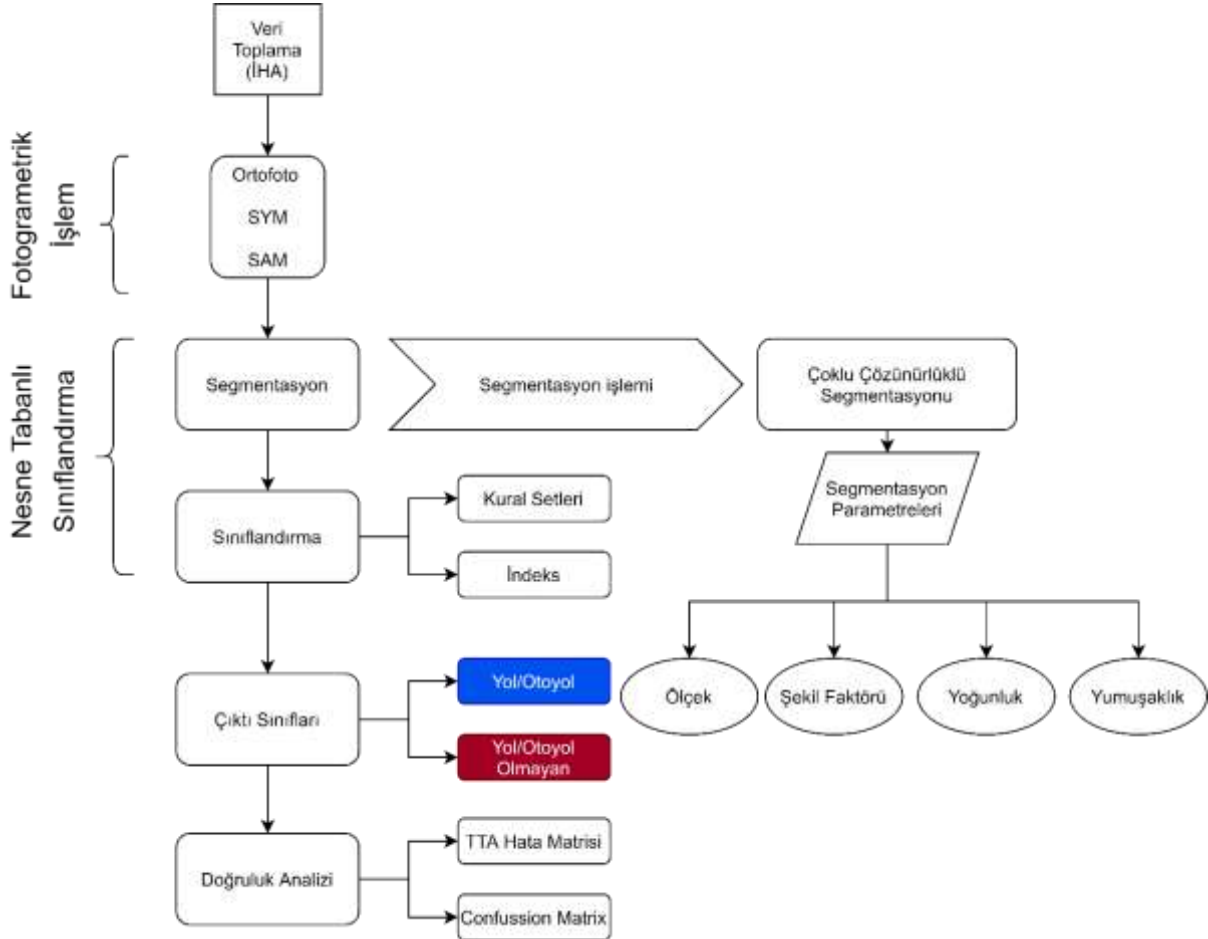 Veri
Toplama
(İHA)
Fotogrametrik
İşlem
Ortofoto
SYM
SAM
Nesne Tabanlı
Sınıflandırma
Segmentasyon
Segmentasyon işlemi
Çoklu Çözünürlüklü
Segmentasyonu
Segmentasyon
Parametreleri
Sınıflandırma
Kural Setleri
İndeks
Ölçek
Şekil Faktörü
Yoğunluk
Yumuşaklık
Çıktı Sınıfları
Yol/Otoyol
Yol/Otoyol
Olmayan
Doğruluk Analizi
TTA Hata Matrisi
Confussion Matrix